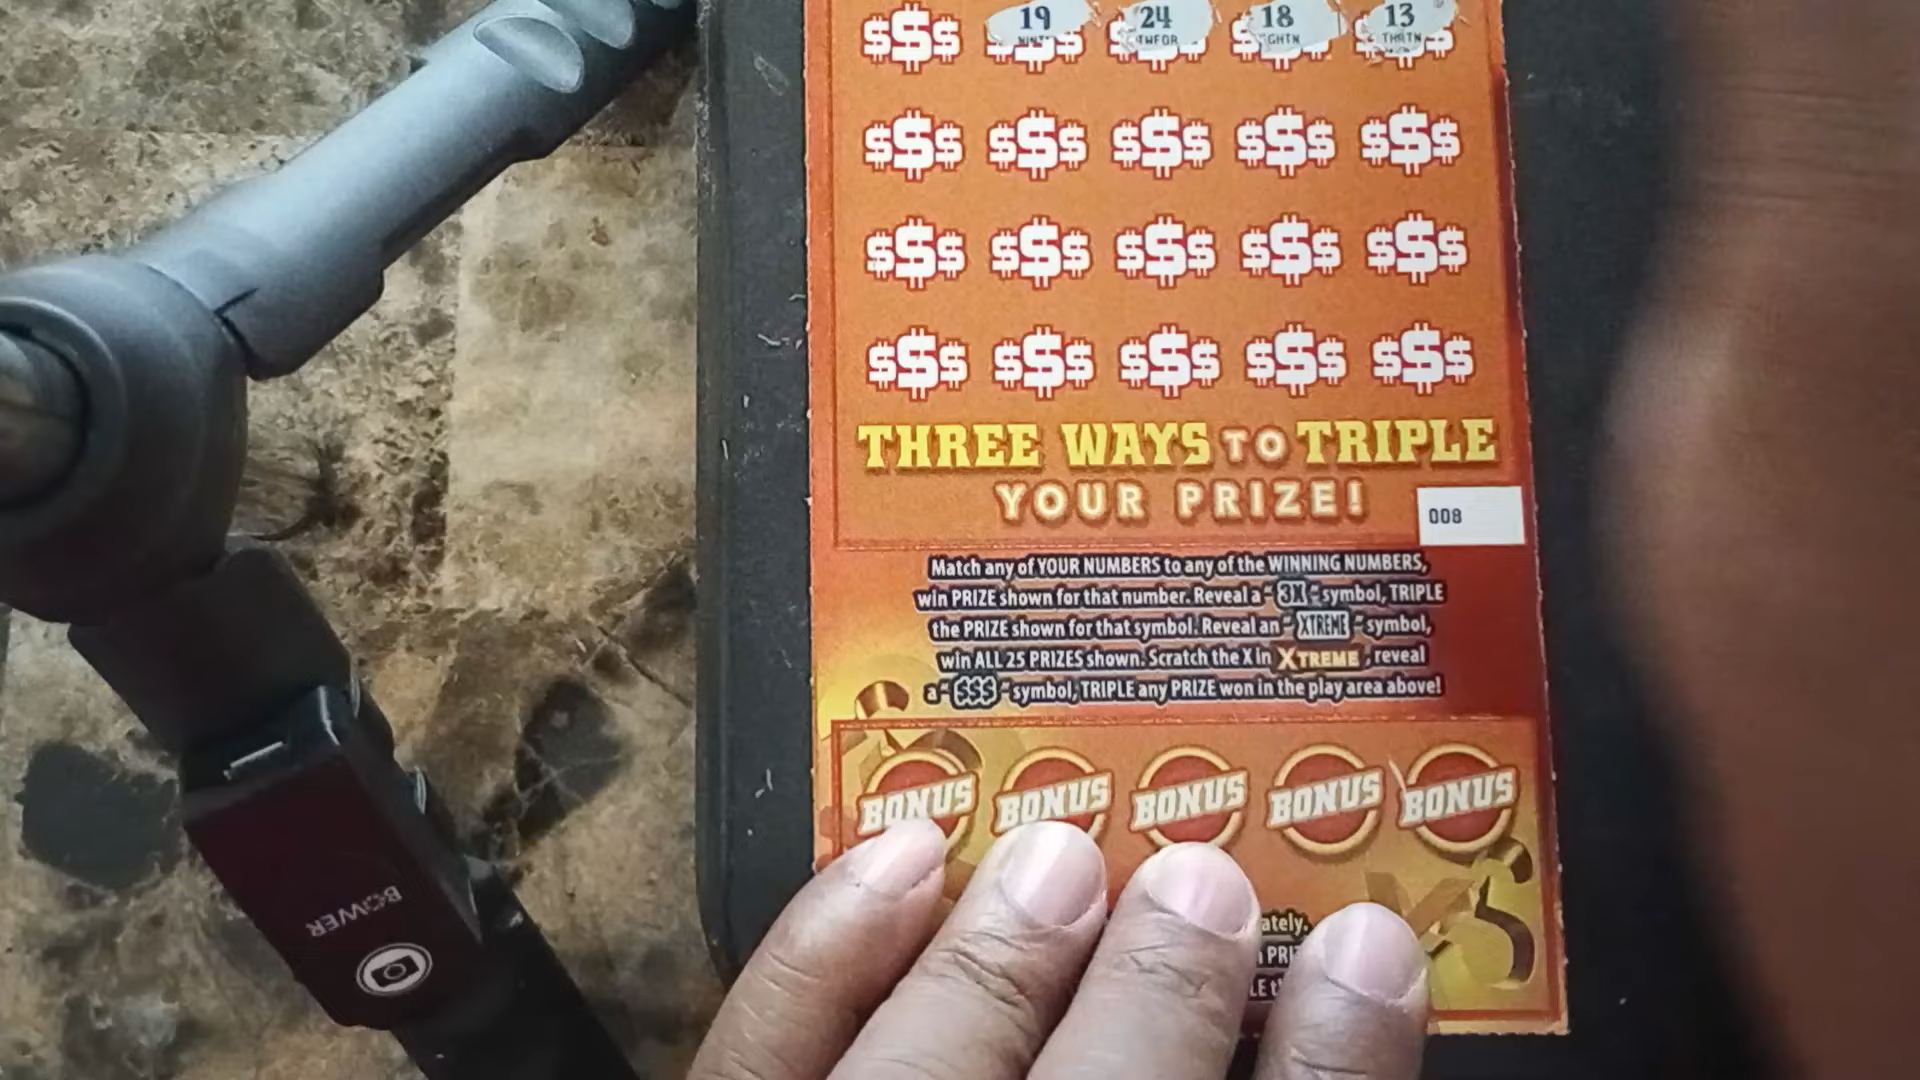 $$$ 19 24 18 13
THRTN
$$$ $$$ $$$ $$$ $$$
$$$ $$$ $$$ $$$ $$$
$$$ $$$ $$$ $$$ $$$
THREE WAYS TO TRIPLE
YOUR PRIZE!
008
Match any of YOUR NUMBERS to any of the WINNING NUMBERS,
win PRIZE shown for that number. Reveal a "3X" symbol, TRIPLE
the PRIZE shown for that symbol. Reveal an "XTREME" symbol,
win ALL 25 PRIZES shown. Scratch the X in XTREME, reveal
a "$$$" symbol, TRIPLE any PRIZE won in the play area above!
BONUS BONUS BONUS BONUS BONUS
BOWER